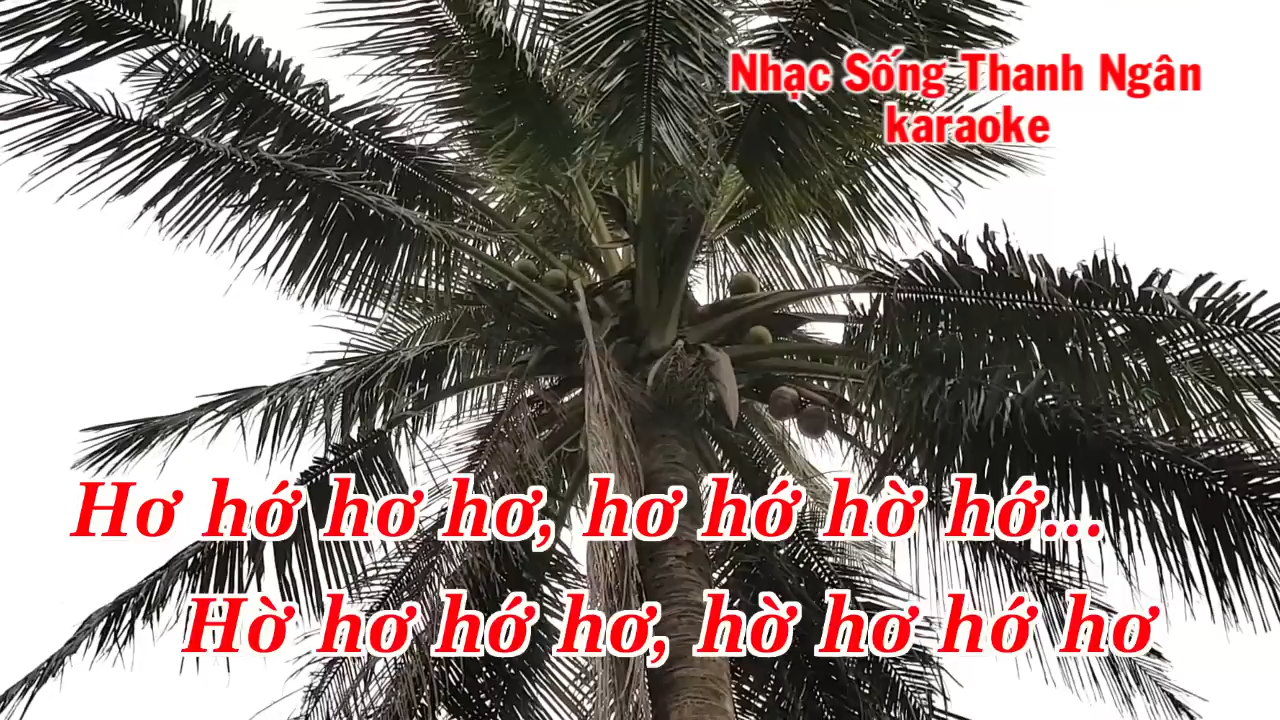 Nhạc Sống Thanh Ngân
karaoke
Hơ hớ hơ hơ, hơ hớ hờ hớ...
Hờ hơ hớ hơ, hờ hơ hớ hơ